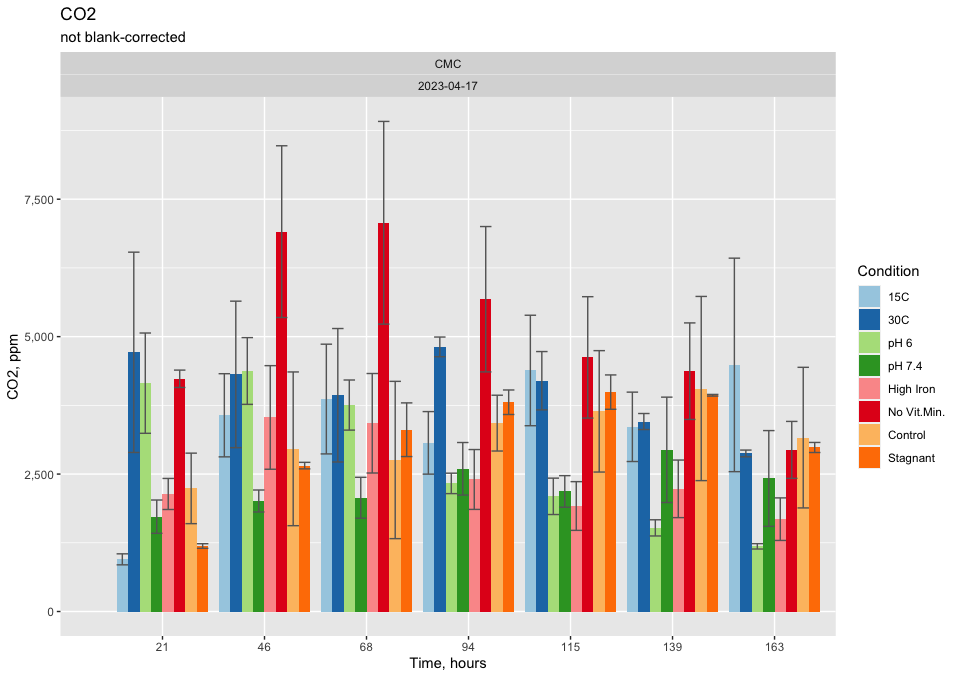 CO2
not blank-corrected
CMC
2023-04-17
CO2, ppm
7,500
5,000
2,500
0
21 46 68 94 115 139 163
Time, hours
Condition
15C
30C
pH 6
pH 7.4
High Iron
No Vit.Min.
Control
Stagnant